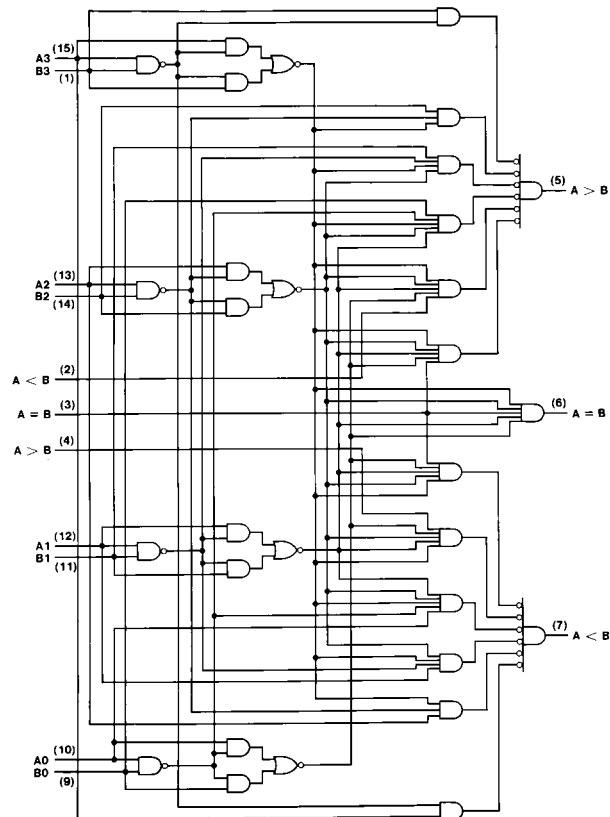 (15)
A3
B3
(1)
(5)
A > B
(13)
A2
B2
(14)
(2)
A < B
(3)
A = B
(6)
A = B
(4)
A > B
(12)
A1
B1
(11)
(7)
A < B
(10)
A0
B0
(9)